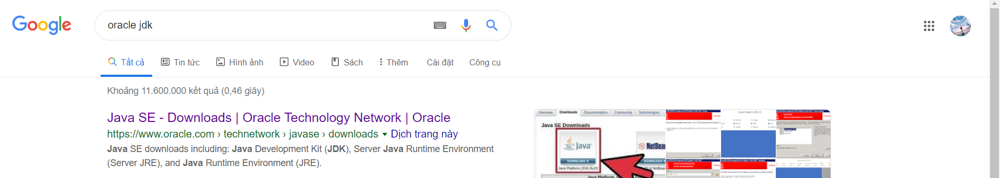 Google
oracle jdk
Tất cả
Tin tức
Hình ảnh
Video
Sách
Thêm
Cài đặt
Công cụ
Khoảng 11.600.000 kết quả (0,46 giây)
Java SE - Downloads | Oracle Technology Network | Oracle
https://www.oracle.com › technetwork › javase › downloads Dịch trang này
Java SE downloads including: Java Development Kit (JDK), Server Java Runtime Environment
(Server JRE), and Java Runtime Environment (JRE).
Overview Downloads Documentation Community Technologies
Java SE Downloads
Java
NetBean
DOWNLOAD
Java Platform (JDK) 8u20
Java Platform,